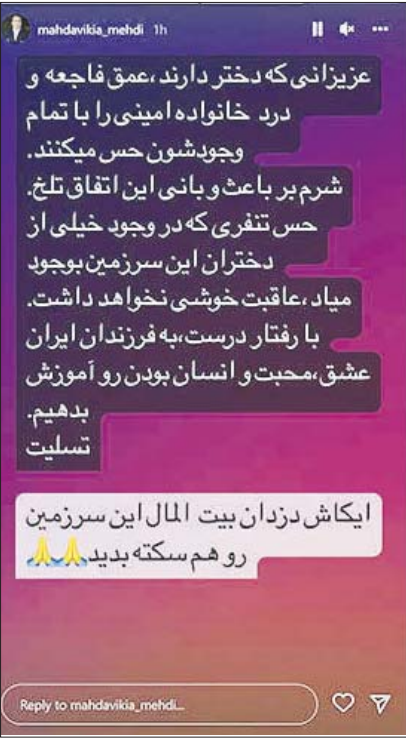 mahdavikia_mehdi 1h
عزیزانی که دختر دارند،عمق فاجعه و
درد خانواده امینی را با تمام
وجودشون حس میکنند.
شرم بر باعث و بانی این اتفاق تلخ.
حس تنفری که در وجود خیلی از
دختران این سرزمین بوجود
میاد،عاقبت خوشی نخواهد داشت.
با رفتار درست،به فرزندان ایران
عشق،محبت و انسان بودن رو آموزش
بدهیم.
تسلیت
ایکاش دزدان بیت المال این سرزمین
رو هم سکته بدید🙏🙏
Reply to mahdavikia_mehdi...